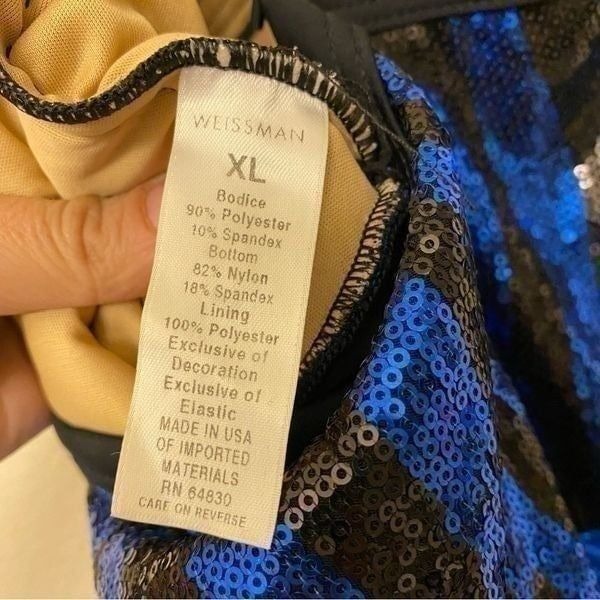 WEISSMAN
XL
Bodice
90% Polyester
10% Spandex
Bottom
82% Nylon
18% Spandex
Lining
100% Polyester
Exclusive of
Decoration
Exclusive of
Elastic
MADE IN USA
OF IMPORTED
MATERIALS
RN 64830
CARE ON REVERSE